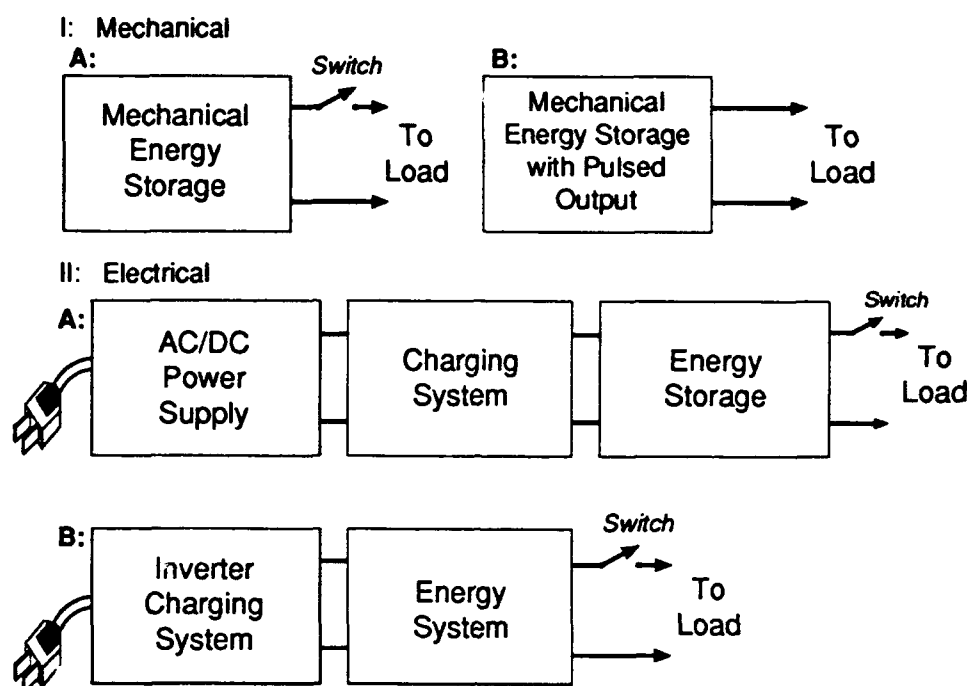 I: Mechanical
A:
Switch
Mechanical
Energy
Storage
To
Load
B:
Mechanical
Energy Storage
with Pulsed
Output
To
Load
II: Electrical
A:
AC/DC
Power
Supply
Charging
System
Energy
Storage
Switch
To
Load
B:
Inverter
Charging
System
Energy
System
Switch
To
Load